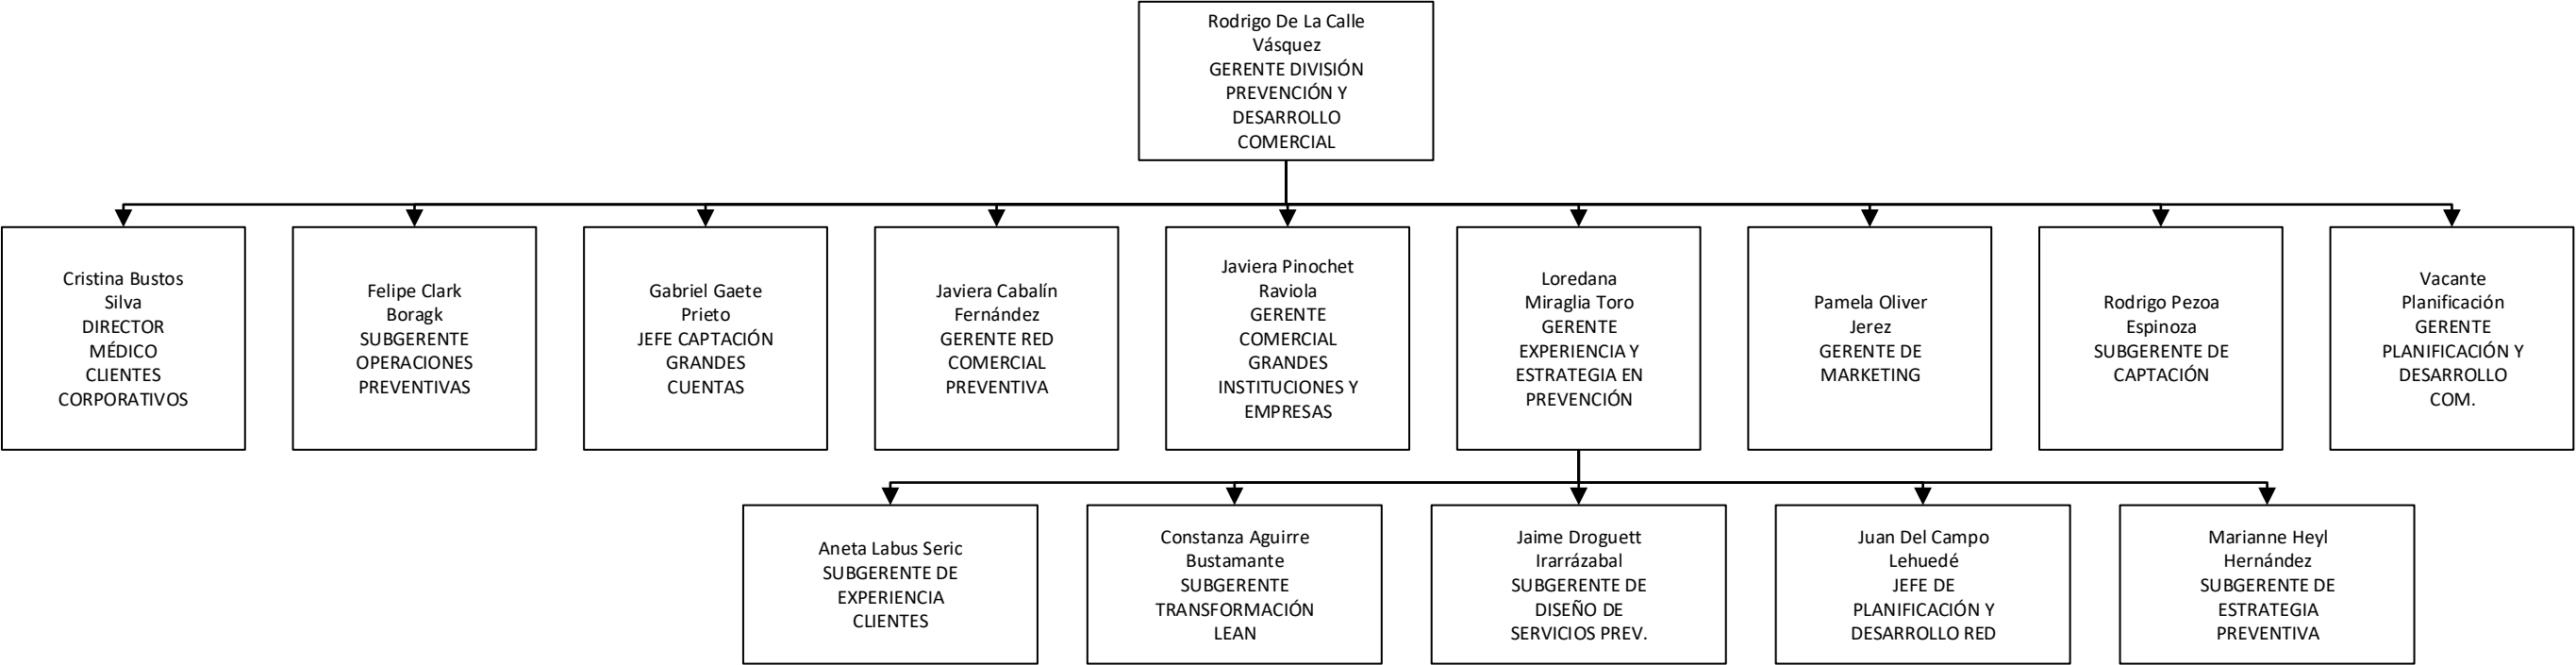 Rodrigo De La Calle
Vásquez
GERENTE DIVISIÓN
PREVENCIÓN Y
DESARROLLO
COMERCIAL
Cristina Bustos
Silva
DIRECTOR
MÉDICO
CLIENTES
CORPORATIVOS
Felipe Clark
Boragk
SUBGERENTE
OPERACIONES
PREVENTIVAS
Gabriel Gaete
Prieto
JEFE CAPTACIÓN
GRANDES
CUENTAS
Javiera Cabalín
Fernández
GERENTE RED
COMERCIAL
PREVENTIVA
Javiera Pinochet
Raviola
GERENTE
COMERCIAL
GRANDES
INSTITUCIONES Y
EMPRESAS
Loredana
Miraglia Toro
GERENTE
EXPERIENCIA Y
ESTRATEGIA EN
PREVENCIÓN
Pamela Oliver
Jerez
GERENTE DE
MARKETING
Rodrigo Pezoa
Espinoza
SUBGERENTE DE
CAPTACIÓN
Vacante
Planificación
GERENTE
PLANIFICACIÓN Y
DESARROLLO
COM.
Aneta Labus Seric
SUBGERENTE DE
EXPERIENCIA
CLIENTES
Constanza Aguirre
Bustamante
SUBGERENTE
TRANSFORMACIÓN
LEAN
Jaime Droguett
Irarrázabal
SUBGERENTE DE
DISEÑO DE
SERVICIOS PREV.
Juan Del Campo
Lehuedé
JEFE DE
PLANIFICACIÓN Y
DESARROLLO RED
Marianne Heyl
Hernández
SUBGERENTE DE
ESTRATEGIA
PREVENTIVA